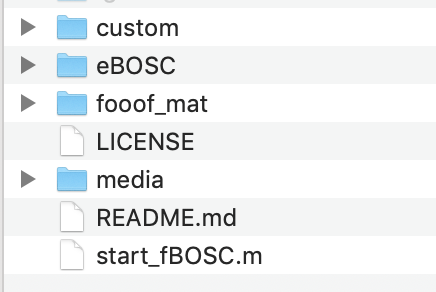 custom
eBOSC
fooof_mat
LICENSE
media
README.md
start_fBOSC.m